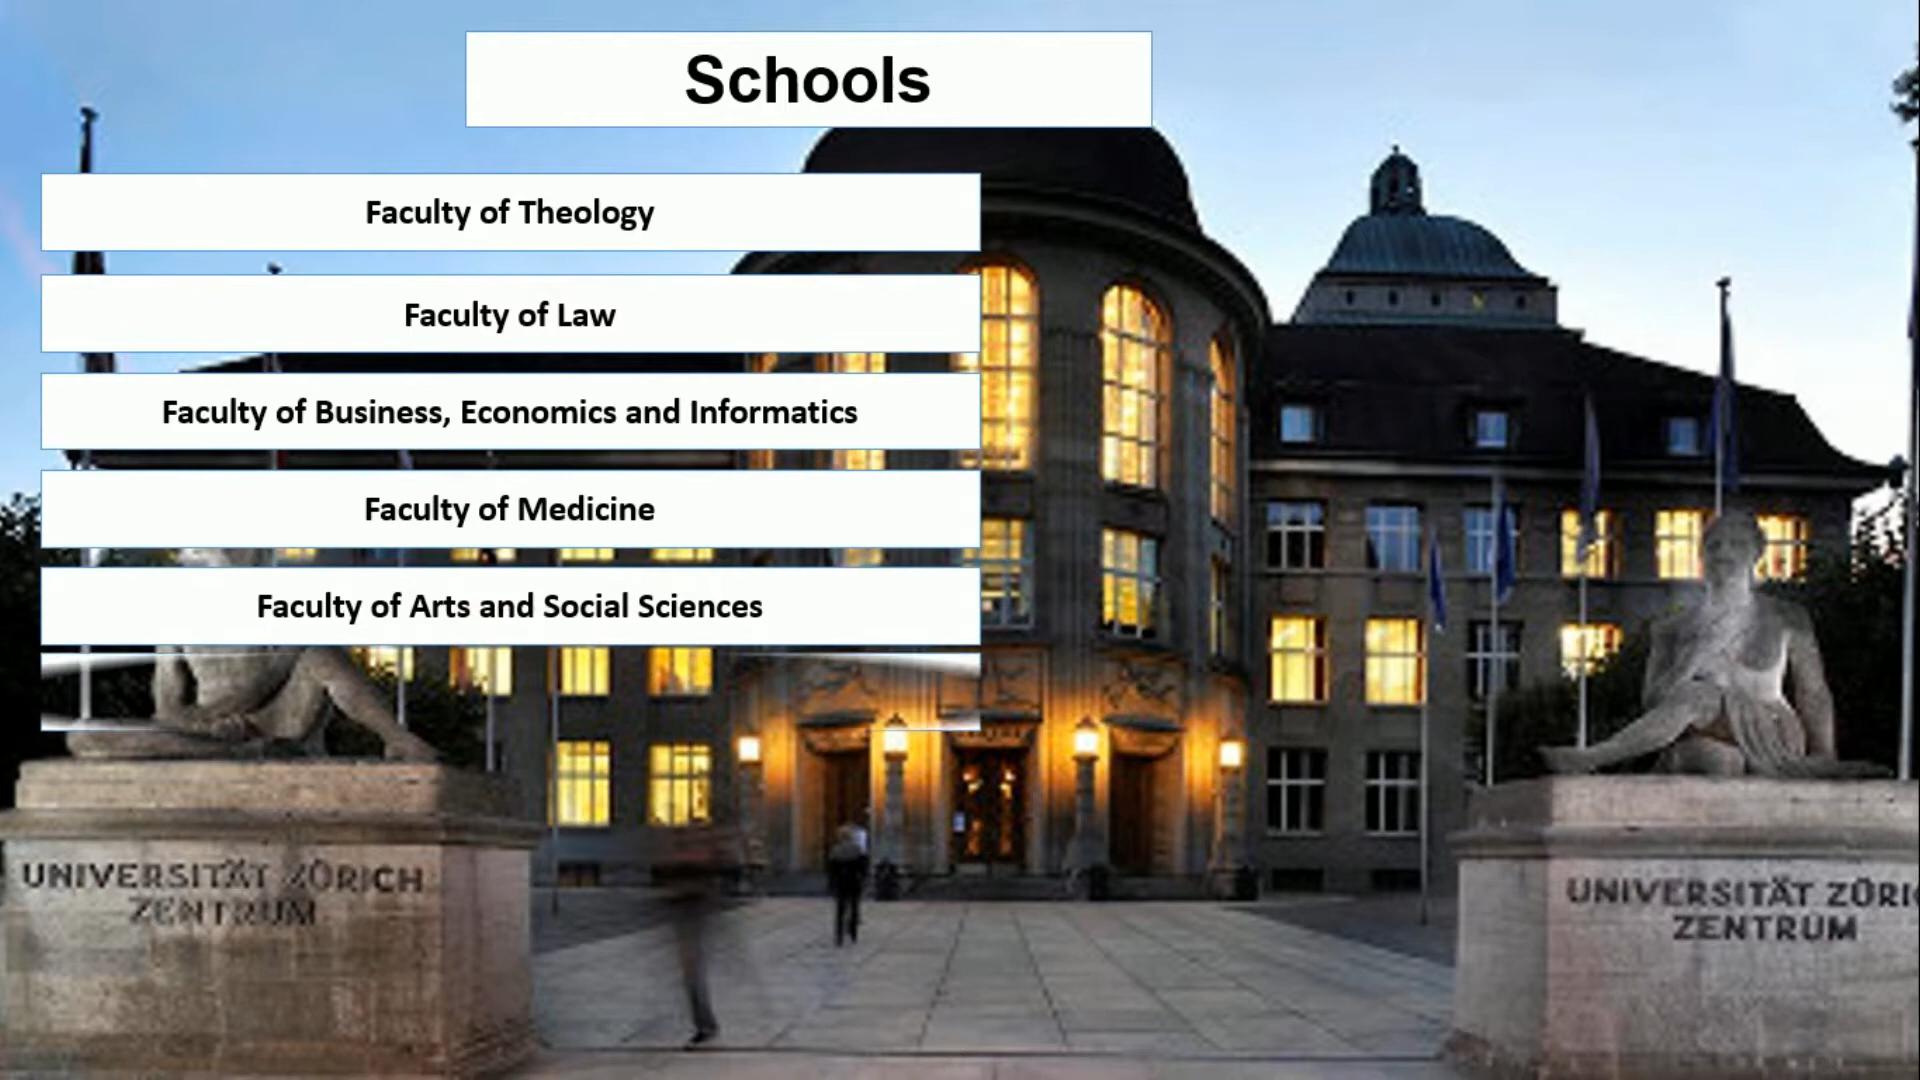 Schools
Faculty of Theology
Faculty of Law
Faculty of Business, Economics and Informatics
Faculty of Medicine
Faculty of Arts and Social Sciences
UNIVERSITÄT ZÜRICH
ZENTRUM
UNIVERSITÄT ZÜRIC
ZENTRUM